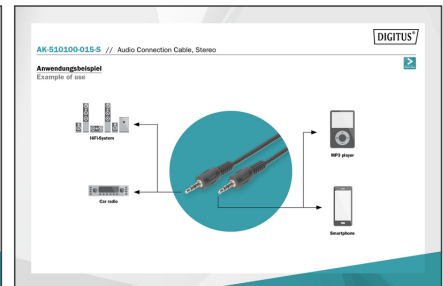 DIGITUS®
AK-510100-015-S // Audio Connection Cable, Stereo
Anwendungsbeispiel
Example of use
HiFi-System
MP3 player
Car radio
Smartphone